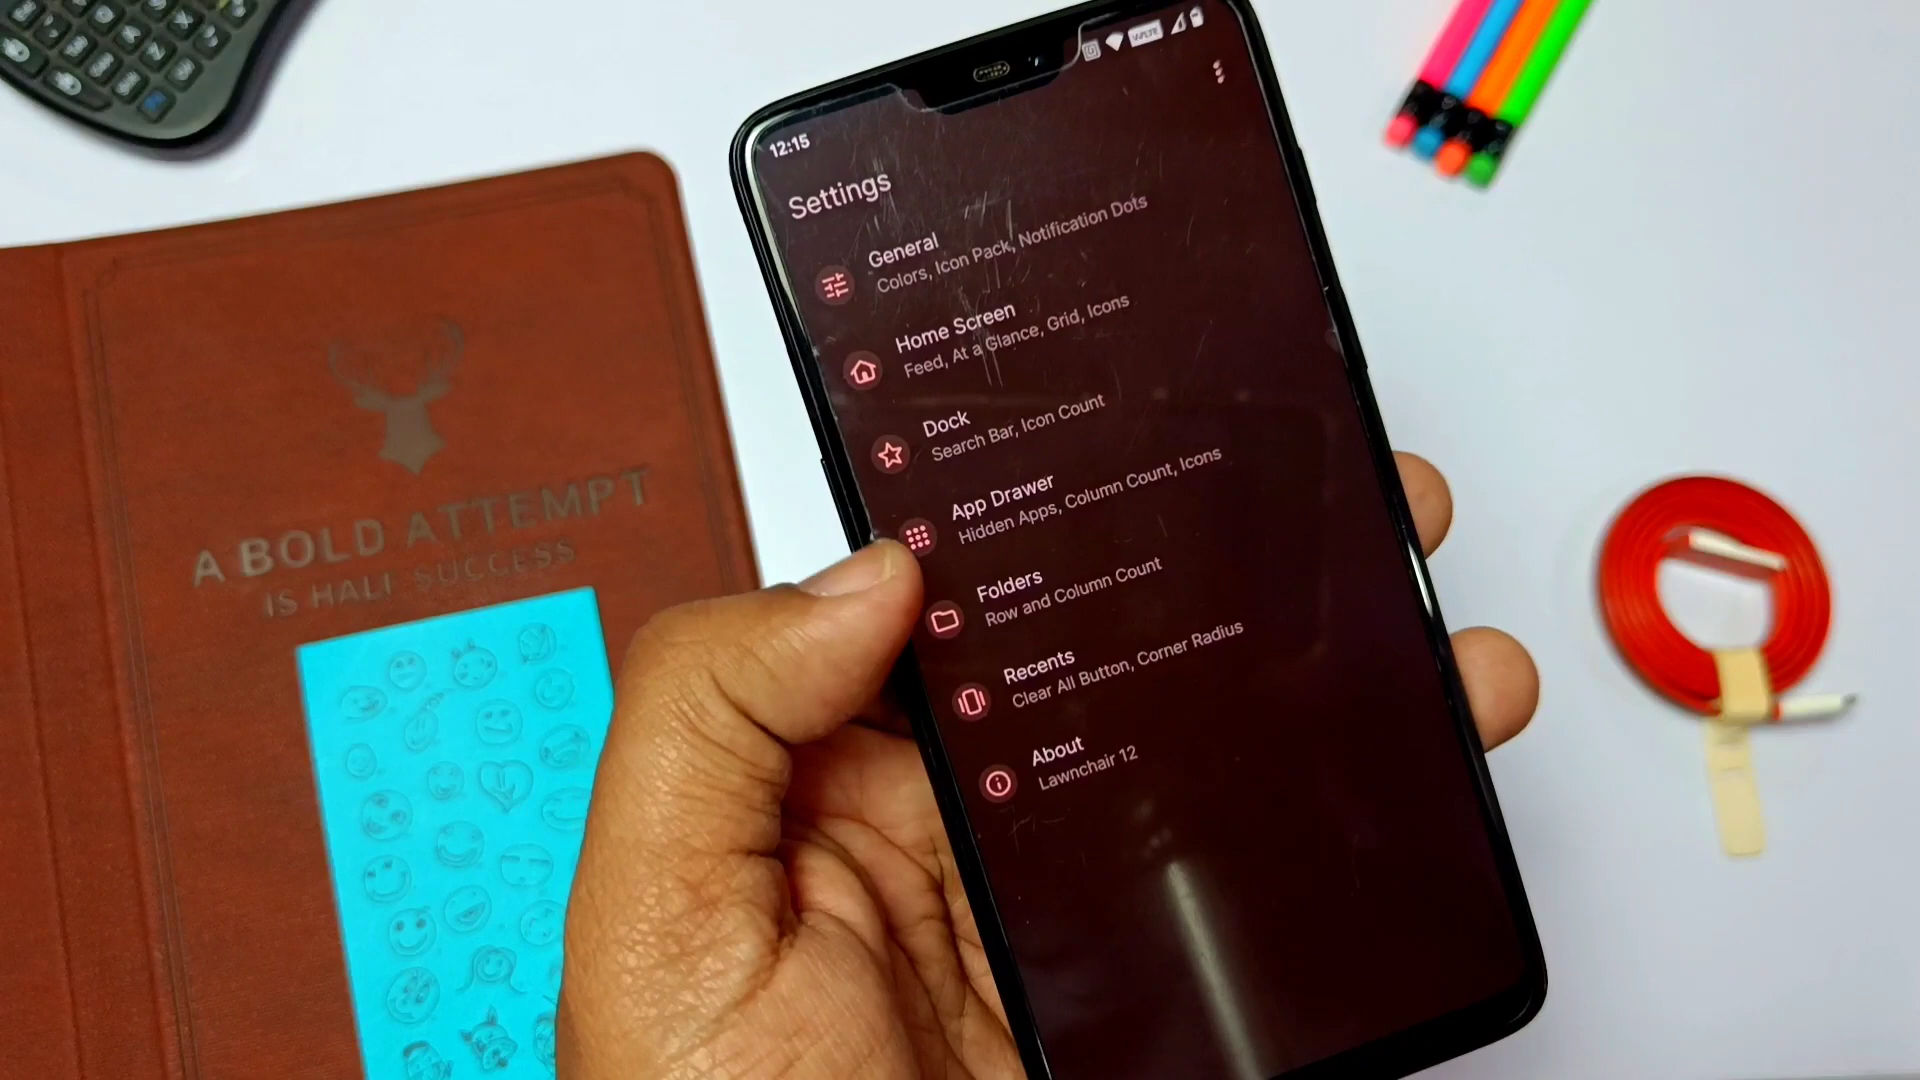 A BOLD ATTEMPT
IS HALF SUCCESS
12:15
Settings
General
Colors, Icon Pack, Notification Dots
Home Screen
Feed, At a Glance, Grid, Icons
Dock
Search Bar, Icon Count
App Drawer
Hidden Apps, Column Count, Icons
Folders
Row and Column Count
Recents
Clear All Button, Corner Radius
About
Lawnchair 12